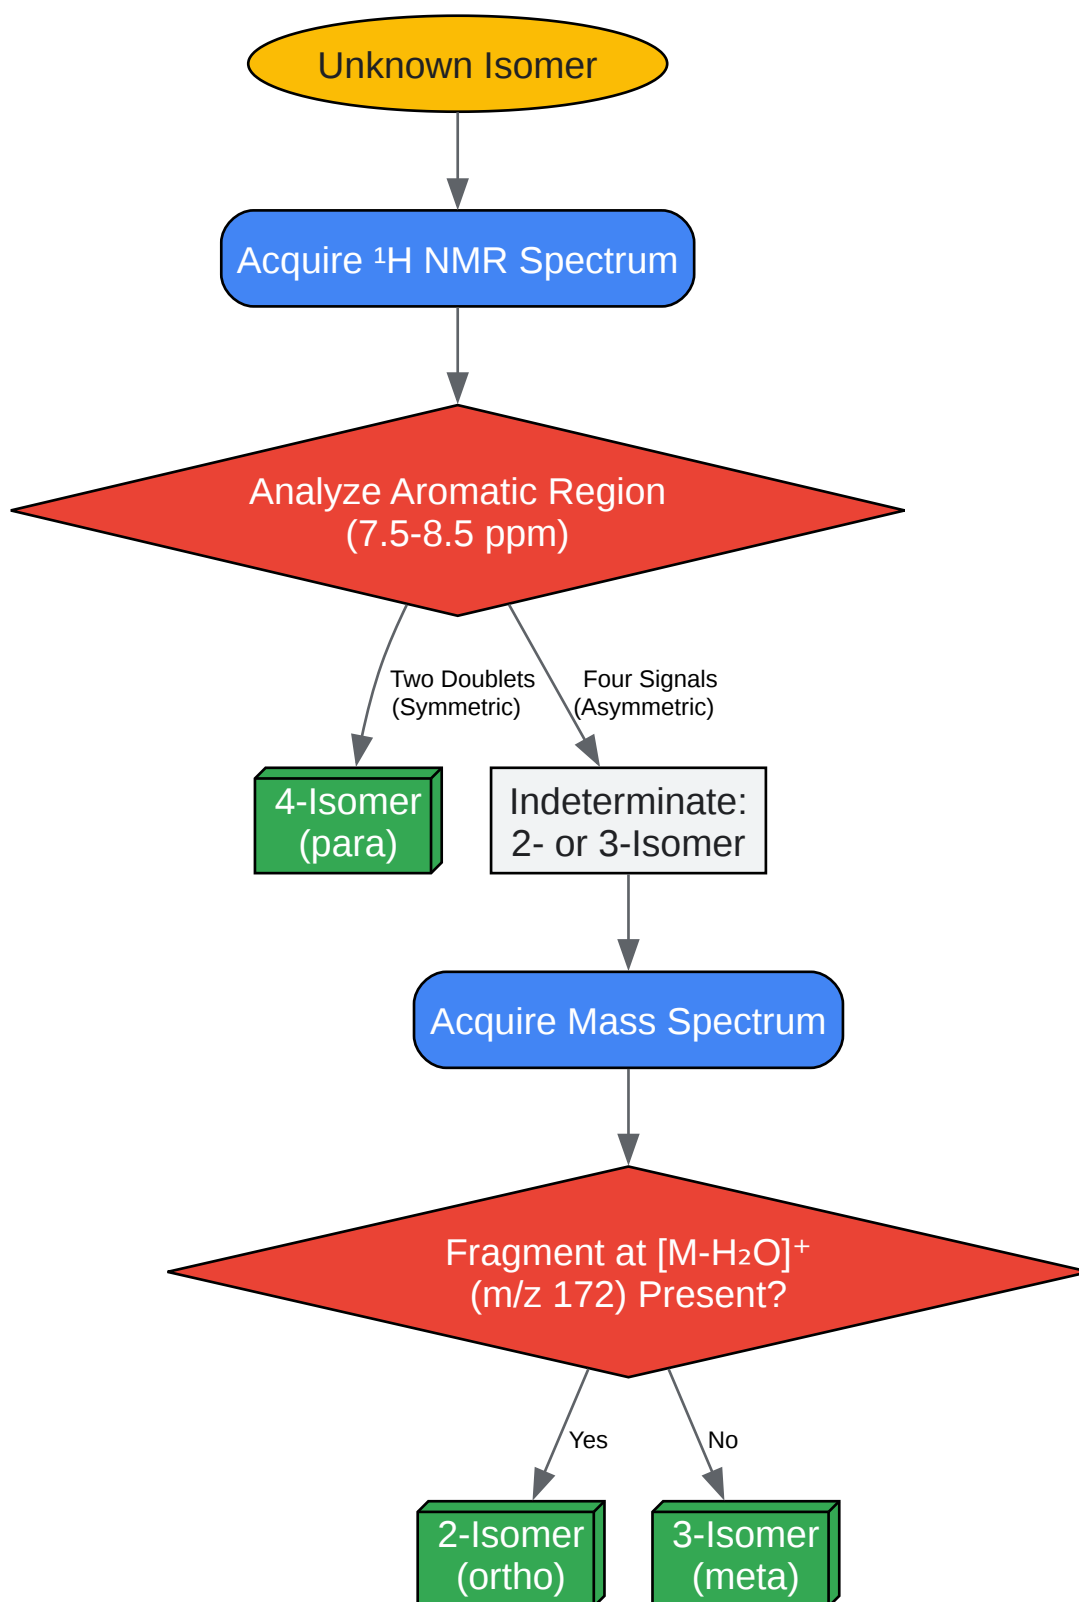 Unknown Isomer
Acquire ¹H NMR Spectrum
Analyze Aromatic Region
(7.5-8.5 ppm)
Two Doublets
(Symmetric)
Four Signals
(Asymmetric)
4-Isomer
(para)
Indeterminate:
2- or 3-Isomer
Acquire Mass Spectrum
Fragment at [M-H₂O]⁺
(m/z 172) Present?
Yes
No
2-Isomer
(ortho)
3-Isomer
(meta)